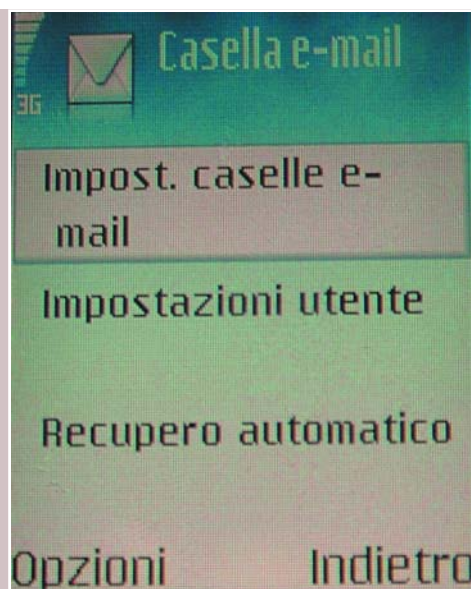 3G
Casella e-mail
Impost. caselle e-
mail
Impostazioni utente
Recupero automatico
Opzioni
Indietro